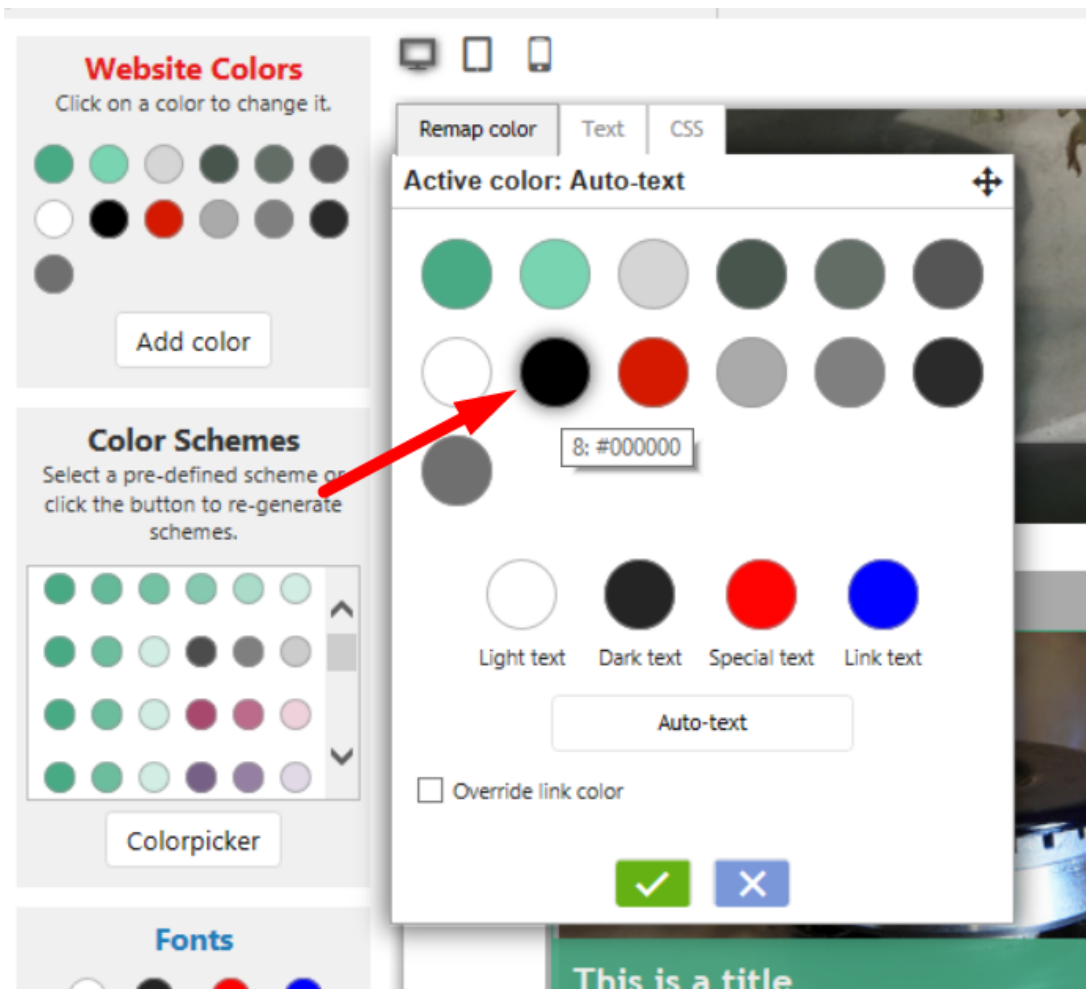 Website Colors
Click on a color to change it.
Add color
Color Schemes
Select a pre-defined scheme or
click the button to re-generate
schemes.
Colorpicker
Fonts
Remap color
Text
CSS
Active color: Auto-text
8: #000000
Light text
Dark text
Special text
Link text
Auto-text
Override link color
This is a title